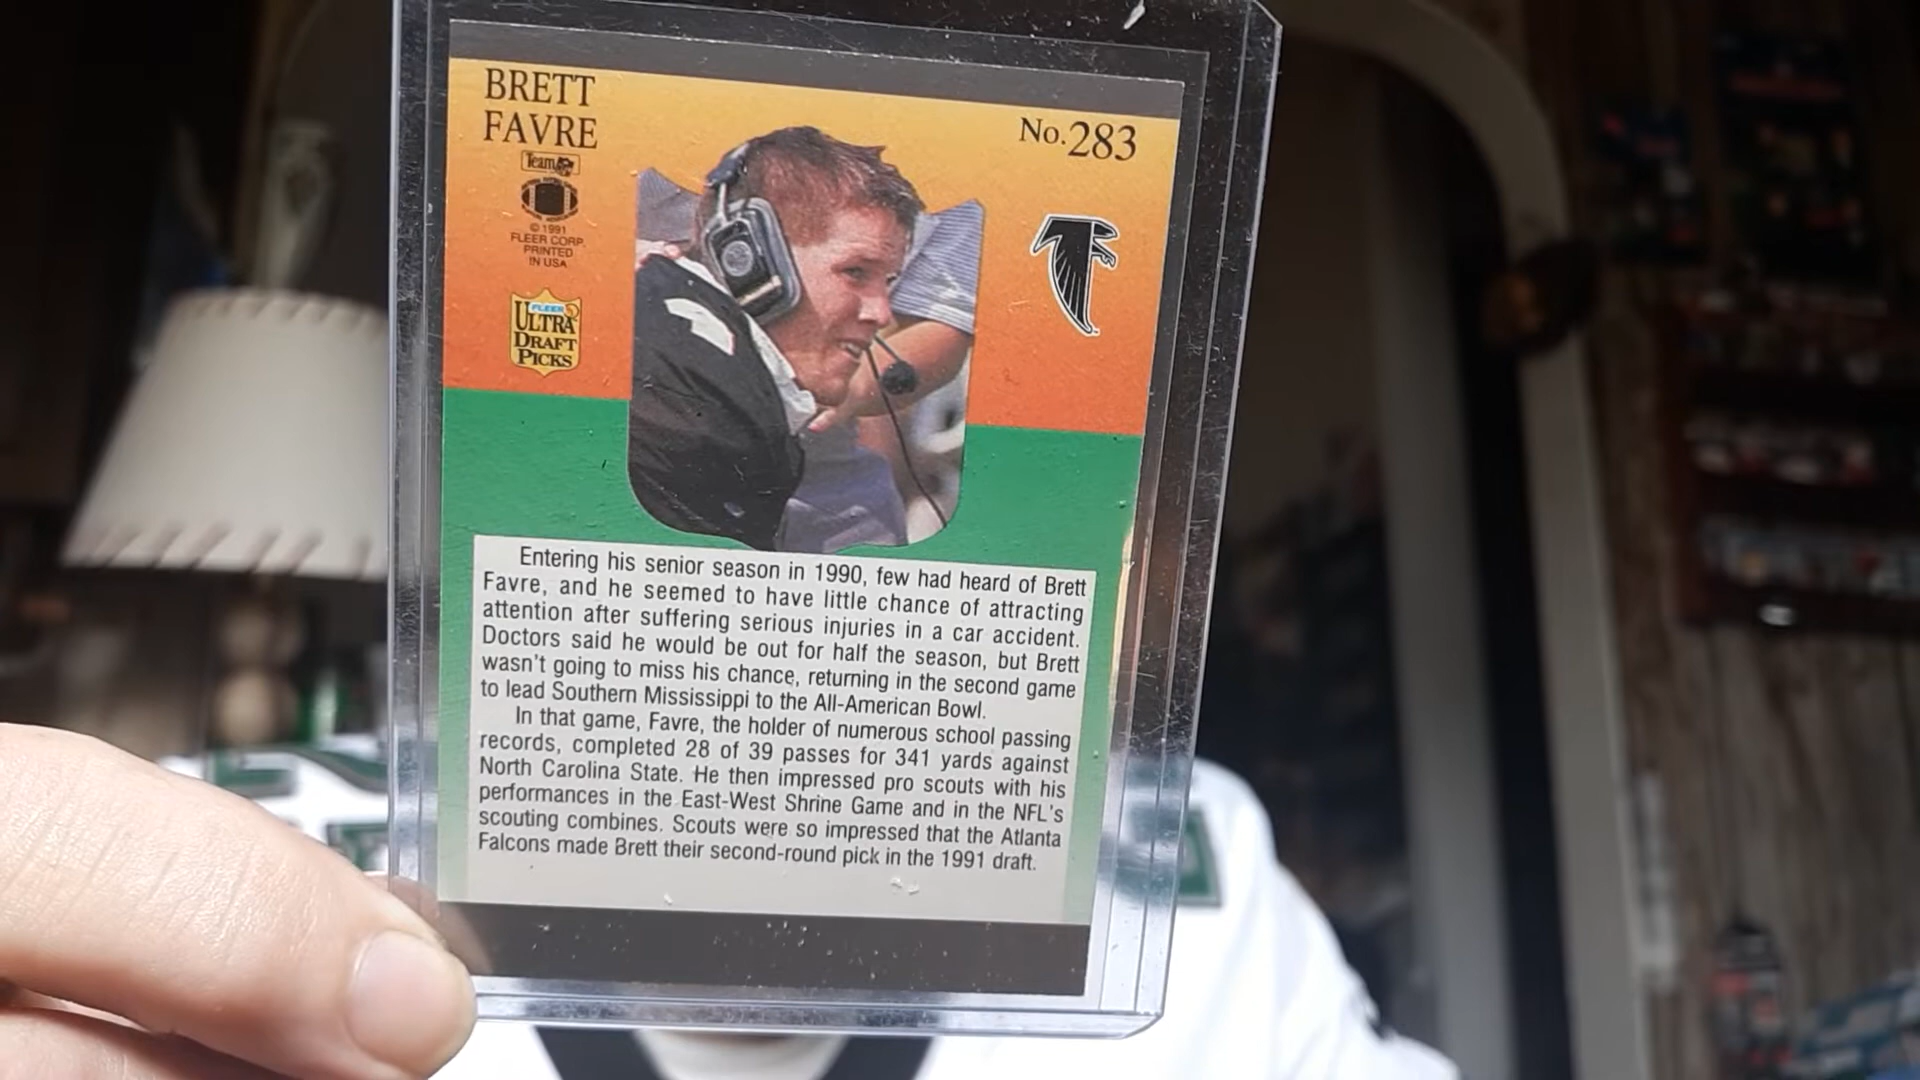 BRETT
FAVRE
No.283
Team
© 1991
FLEER CORP.
PRINTED
IN USA
FLEER
ULTRA
DRAFT
PICKS
Entering his senior season in 1990, few had heard of Brett
Favre, and he seemed to have little chance of attracting
attention after suffering serious injuries in a car accident.
Doctors said he would be out for half the season, but Brett
wasn't going to miss his chance, returning in the second game
to lead Southern Mississippi to the All-American Bowl.
In that game, Favre, the holder of numerous school passing
records, completed 28 of 39 passes for 341 yards against
North Carolina State. He then impressed pro scouts with his
performances in the East-West Shrine Game and in the NFL's
scouting combines. Scouts were so impressed that the Atlanta
Falcons made Brett their second-round pick in the 1991 draft.